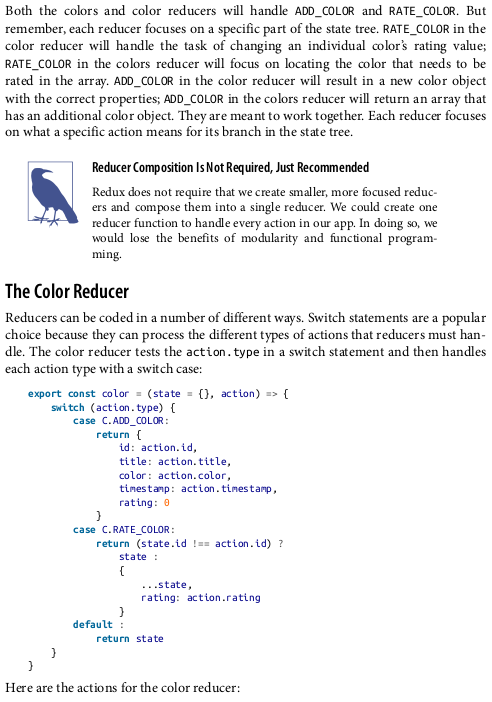 Both the colors and color reducers will handle ADD_COLOR and RATE_COLOR. But
remember, each reducer focuses on a specific part of the state tree. RATE_COLOR in the
color reducer will handle the task of changing an individual color's rating value;
RATE_COLOR in the colors reducer will focus on locating the color that needs to be
rated in the array. ADD_COLOR in the color reducer will result in a new color object
with the correct properties; ADD_COLOR in the colors reducer will return an array that
has an additional color object. They are meant to work together. Each reducer focuses
on what a specific action means for its branch in the state tree.
Reducer Composition Is Not Required, Just Recommended
Redux does not require that we create smaller, more focused reduc-
ers and compose them into a single reducer. We could create one
reducer function to handle every action in our app. In doing so, we
would lose the benefits of modularity and functional program-
ming.
The Color Reducer
Reducers can be coded in a number of different ways. Switch statements are a popular
choice because they can process the different types of actions that reducers must han-
dle. The color reducer tests the action.type in a switch statement and then handles
each action type with a switch case:
export const color = (state = {}, action) => {
    switch (action.type) {
        case C.ADD_COLOR:
            return {
                id: action.id,
                title: action.title,
                color: action.color,
                timestamp: action.timestamp,
                rating: 0
            }
        case C.RATE_COLOR:
            return (state.id !== action.id) ?
                state :
                {
                    ...state,
                    rating: action.rating
                }
        default :
            return state
    }
}
Here are the actions for the color reducer: